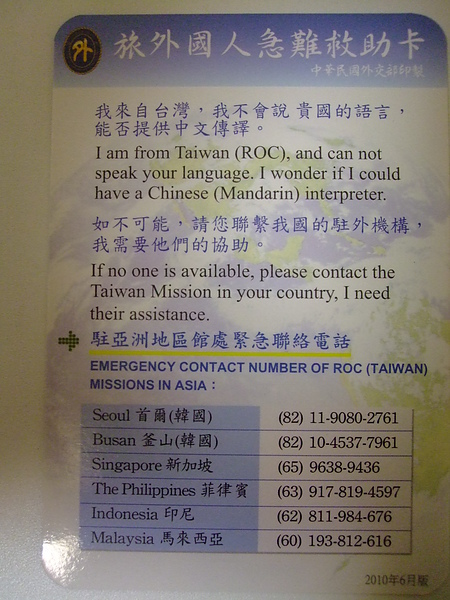 外
旅外國人急難救助卡
中華民國外交部印製
我來自台灣，我不會說貴國的語言，
能否提供中文傳譯。
I am from Taiwan (ROC), and can not
speak your language. I wonder if I could
have a Chinese (Mandarin) interpreter.
如不可能，請您聯繫我國的駐外機構，
我需要他們的協助。
If no one is available, please contact the
Taiwan Mission in your country, I need
their assistance.
駐亞洲地區館處緊急聯絡電話
EMERGENCY CONTACT NUMBER OF ROC (TAIWAN)
MISSIONS IN ASIA：
Seoul 首爾(韓國) (82) 11-9080-2761
Busan 釜山(韓國) (82) 10-4537-7961
Singapore 新加坡 (65) 9638-9436
The Philippines 菲律賓 (63) 917-819-4597
Indonesia 印尼 (62) 811-984-676
Malaysia 馬來西亞 (60) 193-812-616
2010年6月版